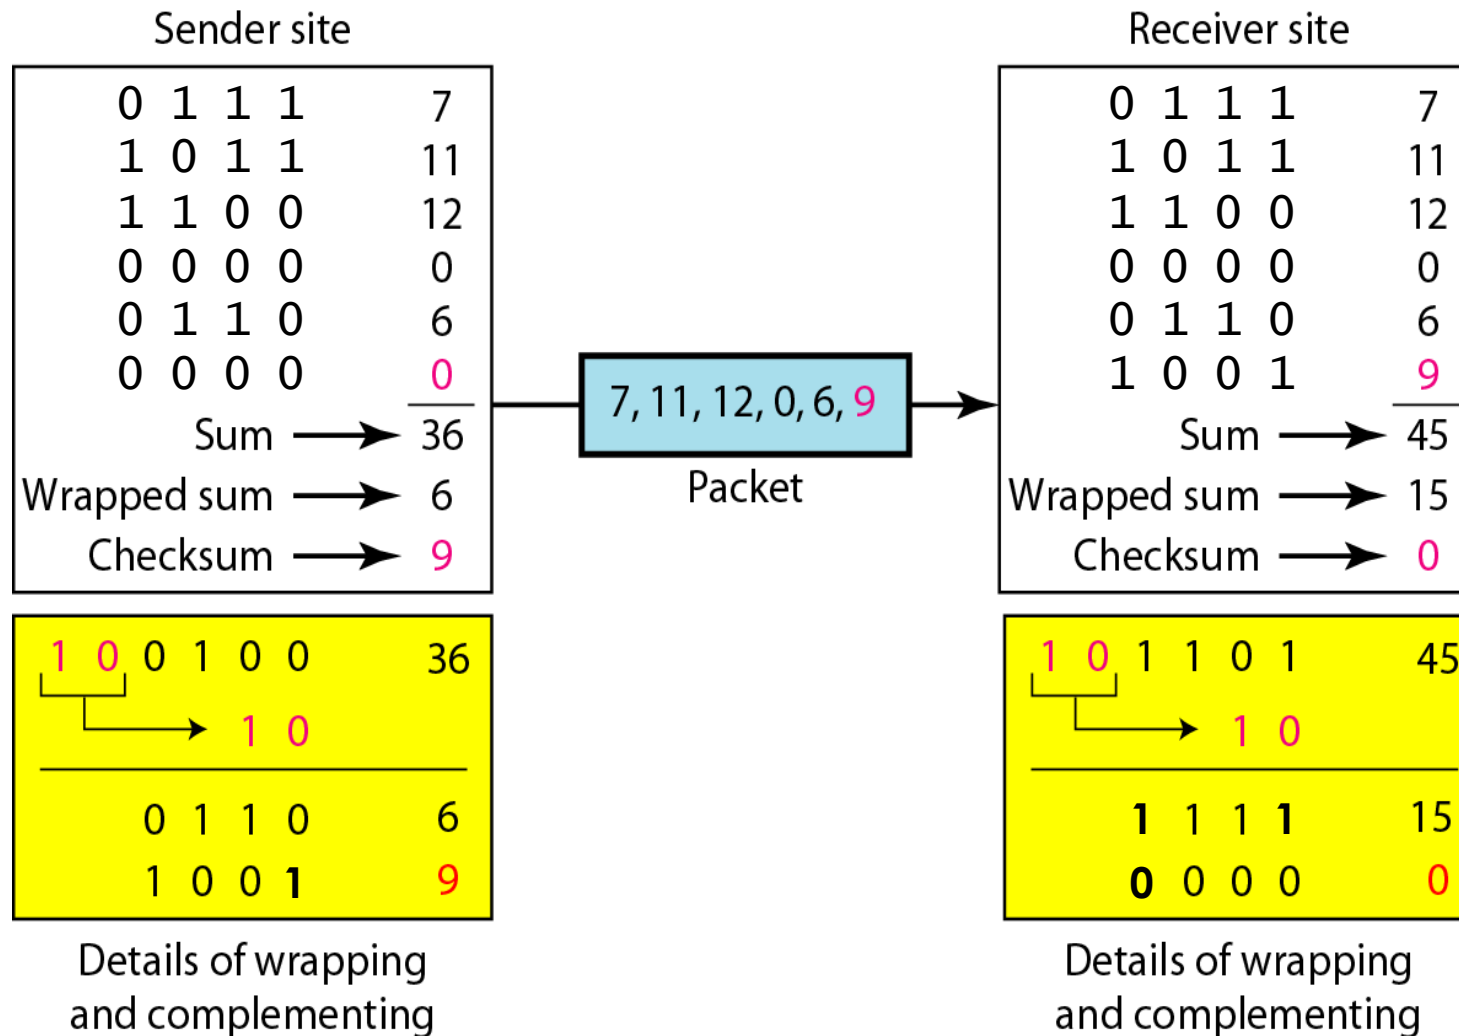 Sender site
0 1 1 1 7
1 0 1 1 11
1 1 0 0 12
0 0 0 0 0
0 1 1 0 6
0 0 0 0 0
Sum 36
Wrapped sum 6
Checksum 9
1 0 0 1 0 0 36
1 0
0 1 1 0 6
1 0 0 1 9
Details of wrapping
and complementing
7, 11, 12, 0, 6, 9
Packet
Receiver site
0 1 1 1 7
1 0 1 1 11
1 1 0 0 12
0 0 0 0 0
0 1 1 0 6
1 0 0 1 9
Sum 45
Wrapped sum 15
Checksum 0
1 0 1 1 0 1 45
1 0
1 1 1 1 15
0 0 0 0 0
Details of wrapping
and complementing